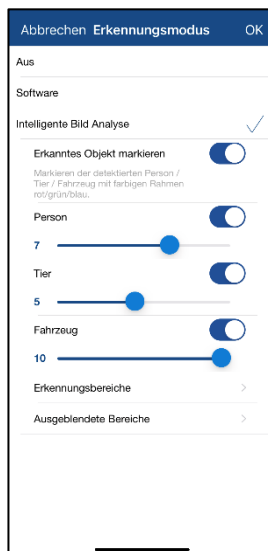 Abbrechen Erkennungsmodus OK
Aus
Software
Intelligente Bild Analyse
Erkanntes Objekt markieren
Markieren der detektierten Person /
Tier / Fahrzeug mit farbigen Rahmen
rot/grün/blau.
Person
7
Tier
5
Fahrzeug
10
Erkennungsbereiche
Ausgeblendete Bereiche